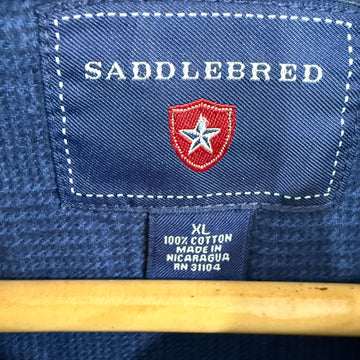 SADDLEBRED
XL
100% COTTON
MADE IN
NICARAGUA
RN 31104